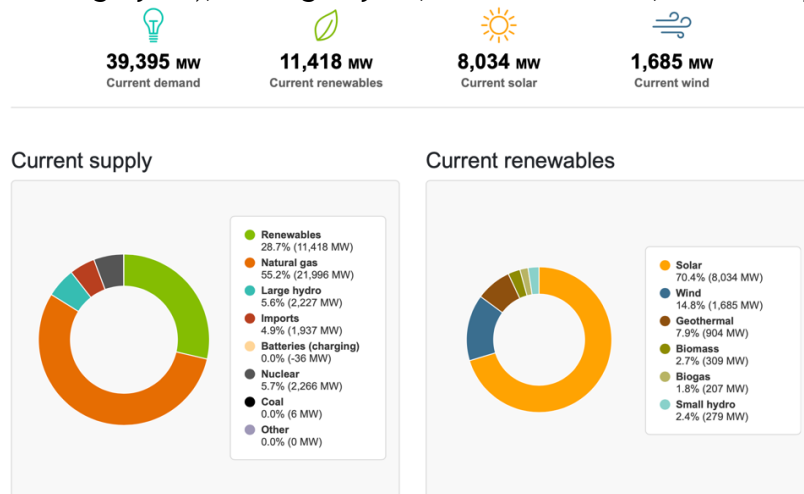 39,395 MW
Current demand
11,418 MW
Current renewables
8,034 MW
Current solar
1,685 MW
Current wind
Current supply
Renewables
28.7% (11,418 MW)
Natural gas
55.2% (21,996 MW)
Large hydro
5.6% (2,227 MW)
Imports
4.9% (1,937 MW)
Batteries (charging)
0.0% (-36 MW)
Nuclear
5.7% (2,266 MW)
Coal
0.0% (6 MW)
Other
0.0% (0 MW)
Current renewables
Solar
70.4% (8,034 MW)
Wind
14.8% (1,685 MW)
Geothermal
7.9% (904 MW)
Biomass
2.7% (309 MW)
Biogas
1.8% (207 MW)
Small hydro
2.4% (279 MW)